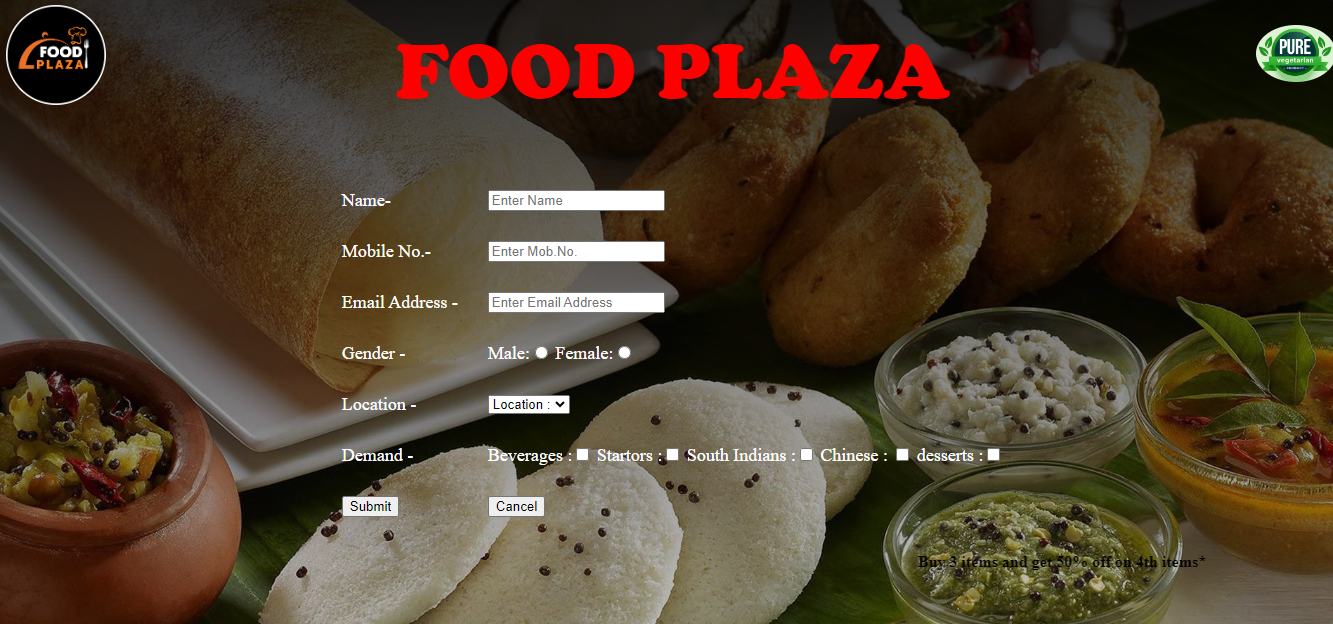 FOOD
PLAZA
FOOD PLAZA
PURE
vegetarian
PRODUCT
Name- Enter Name
Mobile No.- Enter Mob.No.
Email Address - Enter Email Address
Gender - Male: Female:
Location - Location :
Demand - Beverages : Startors : South Indians : Chinese : desserts :
Submit Cancel
Buy 3 items and get 50% off on 4th items*